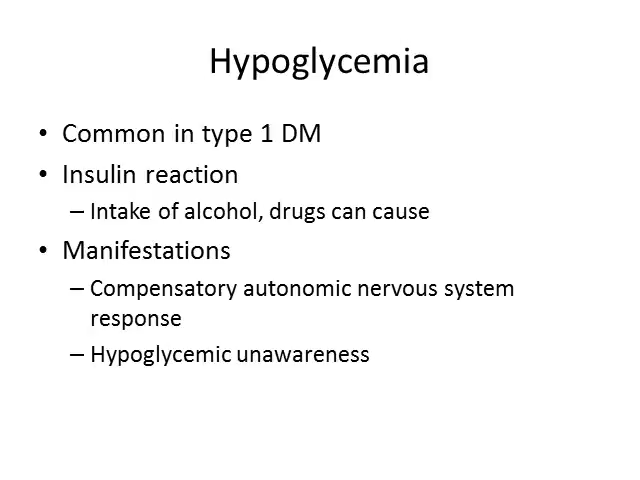 Hypoglycemia
• Common in type 1 DM
• Insulin reaction
– Intake of alcohol, drugs can cause
• Manifestations
– Compensatory autonomic nervous system
response
– Hypoglycemic unawareness